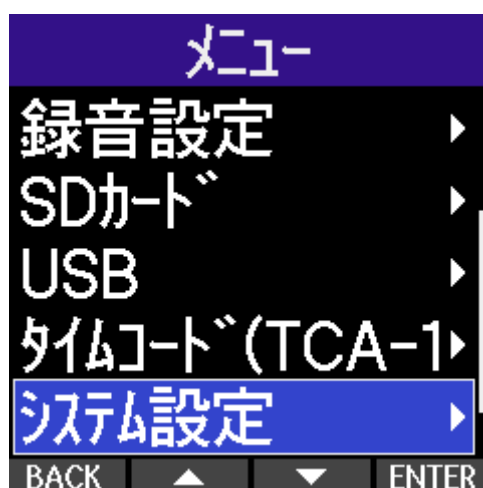 メニュー
録音設定
SDカード
USB
タイムコード(TCA-1
システム設定
BACK ENTER